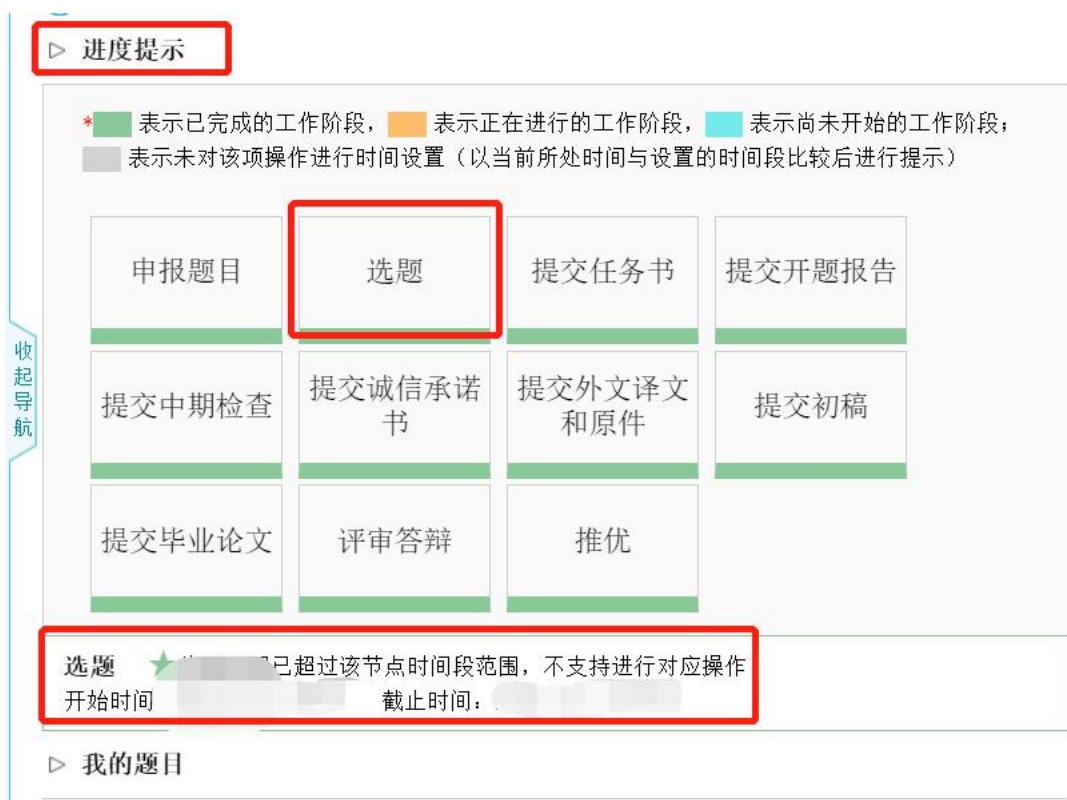 进度提示
* 表示已完成的工作阶段， 表示正在进行的工作阶段， 表示尚未开始的工作阶段；
表示未对该项操作进行时间设置（以当前所处时间与设置的时间段比较后进行提示）
申报题目 选题 提交任务书 提交开题报告
收起导航
提交中期检查 提交诚信承诺书 提交外文译文和原件 提交初稿
提交毕业论文 评审答辩 推优
选题 已超过该节点时间段范围，不支持进行对应操作
开始时间 截止时间：
我的题目